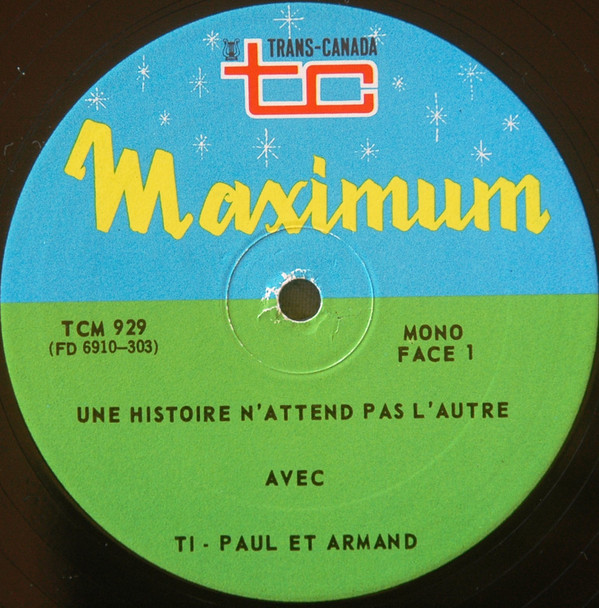 TRANS-CANADA
tc
Maximum
TCM 929
(FD 6910-303)
MONO
FACE 1
UNE HISTOIRE N'ATTEND PAS L'AUTRE
AVEC
TI - PAUL ET ARMAND